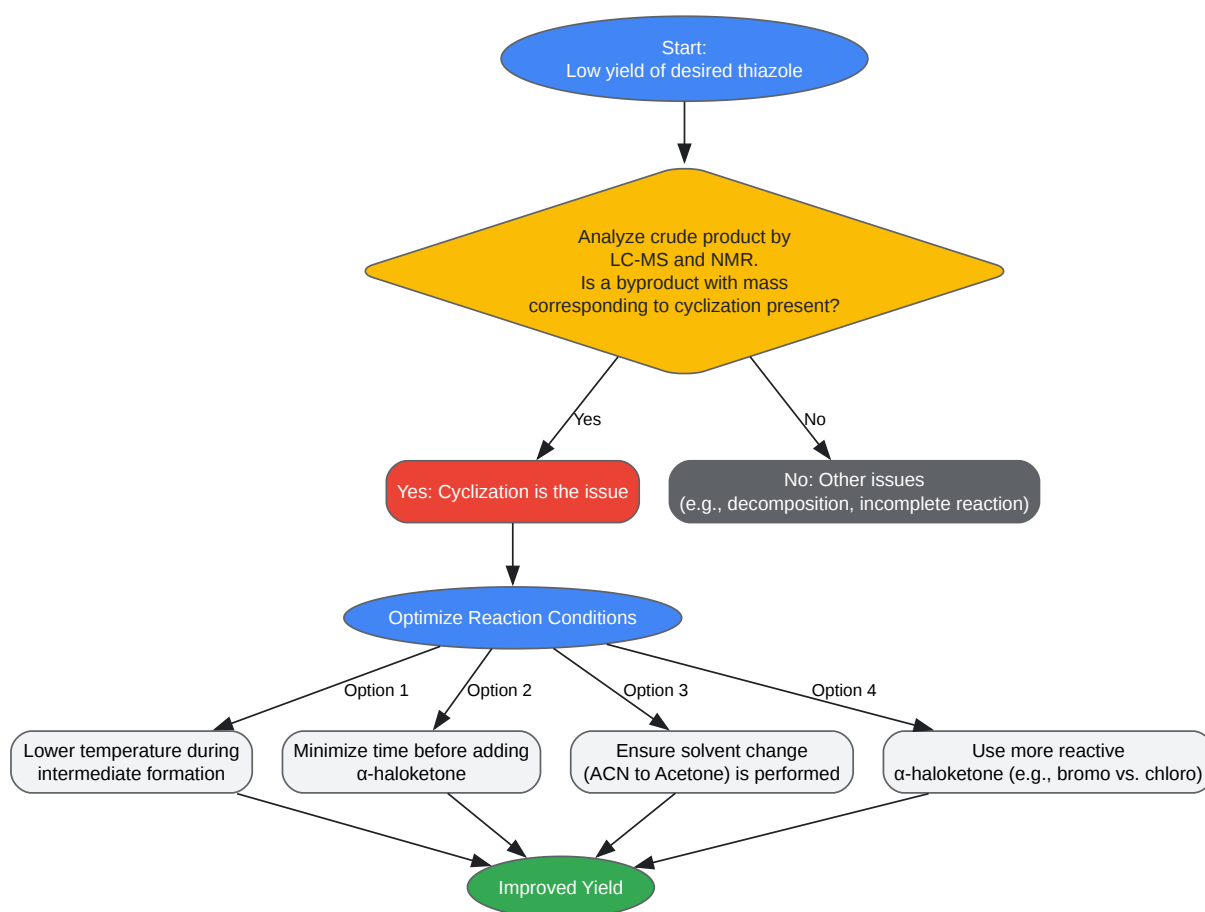 Start:
Low yield of desired thiazole
Analyze crude product by
LC-MS and NMR.
Is a byproduct with mass
corresponding to cyclization present?
Yes
No
Yes: Cyclization is the issue
No: Other issues
(e.g., decomposition, incomplete reaction)
Optimize Reaction Conditions
Option 1
Option 2
Option 3
Option 4
Lower temperature during
intermediate formation
Minimize time before adding
α-haloketone
Ensure solvent change
(ACN to Acetone) is performed
Use more reactive
α-haloketone (e.g., bromo vs. chloro)
Improved Yield